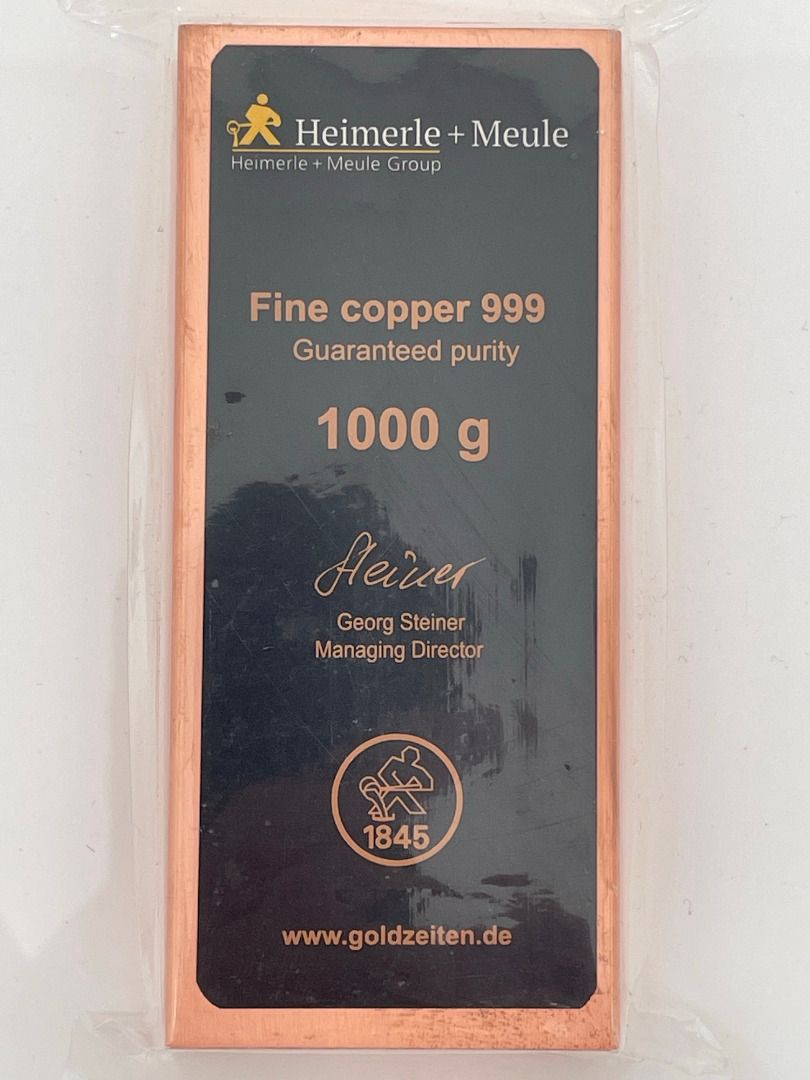 Heimerle + Meule
Heimerle + Meule Group
Fine copper 999
Guaranteed purity
1000 g
Steiner
Georg Steiner
Managing Director
1845
www.goldzeiten.de